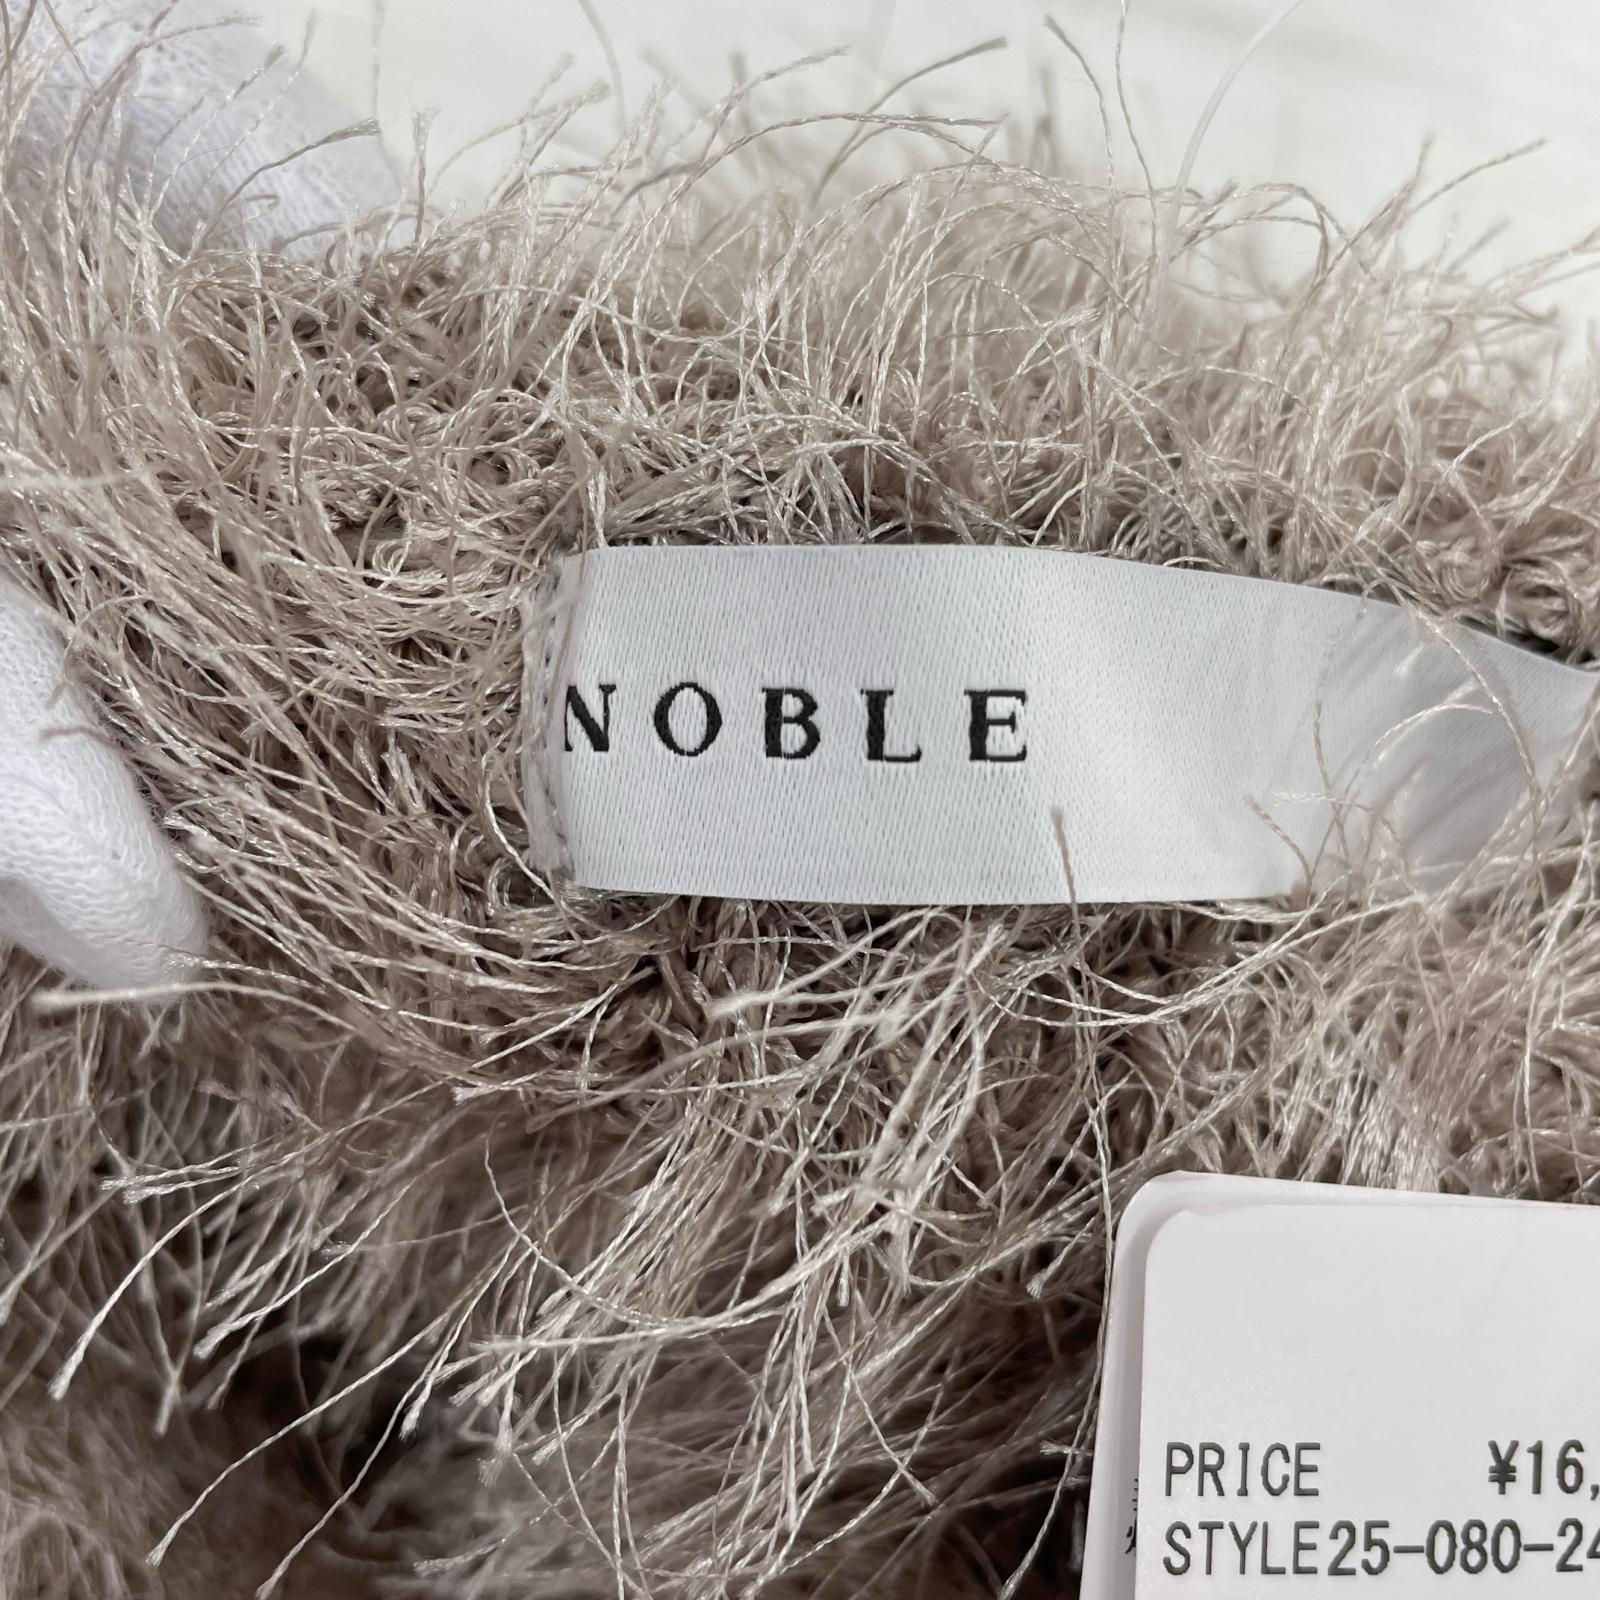 NOBLE
PRICE ¥16,
STYLE25-080-24